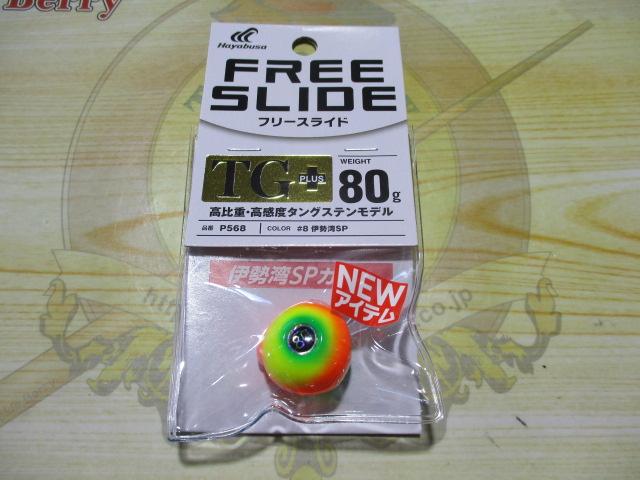 Berry
Hayabusa
FREE
SLIDE
フリースライド
TG PLUS
WEIGHT
80g
高比重・高感度タングステンモデル
品番 P568 COLOR #8 伊勢湾SP
伊勢湾SPカ
NEW
アイテム